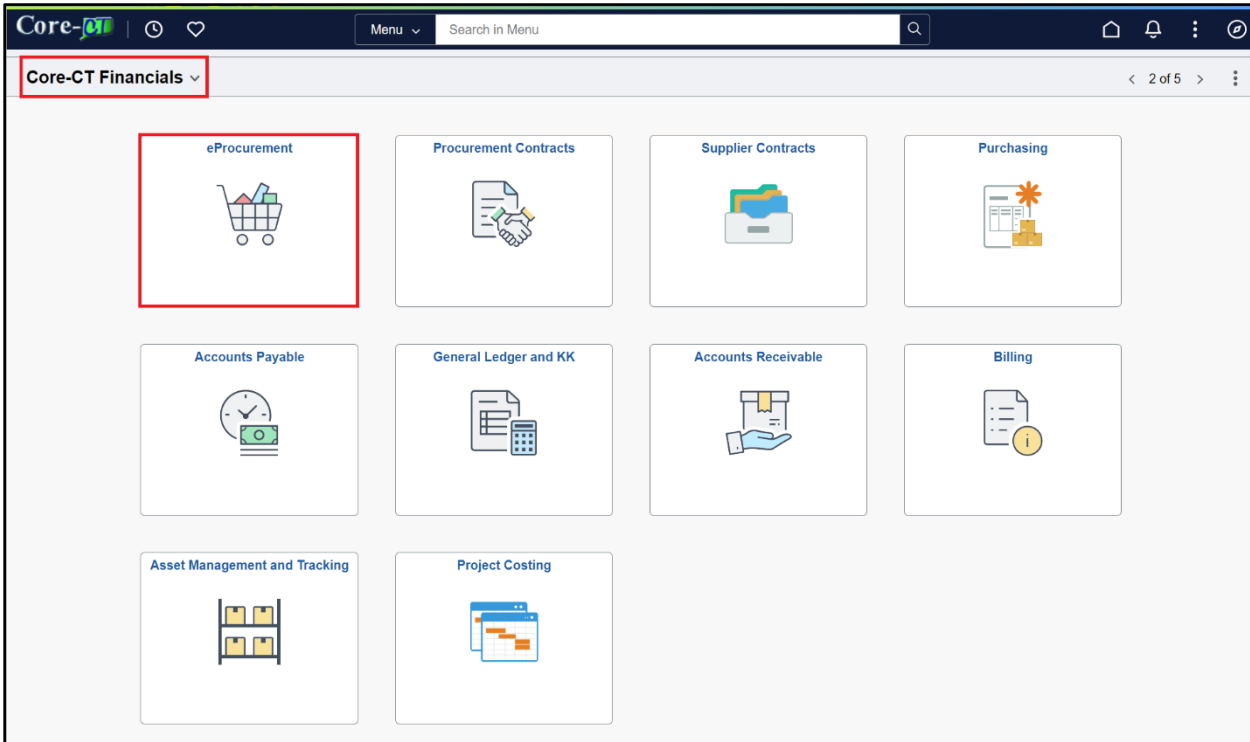 Core-CT
Menu
Search in Menu
Core-CT Financials
2 of 5
eProcurement
Procurement Contracts
Supplier Contracts
Purchasing
Accounts Payable
General Ledger and KK
Accounts Receivable
Billing
i
Asset Management and Tracking
Project Costing